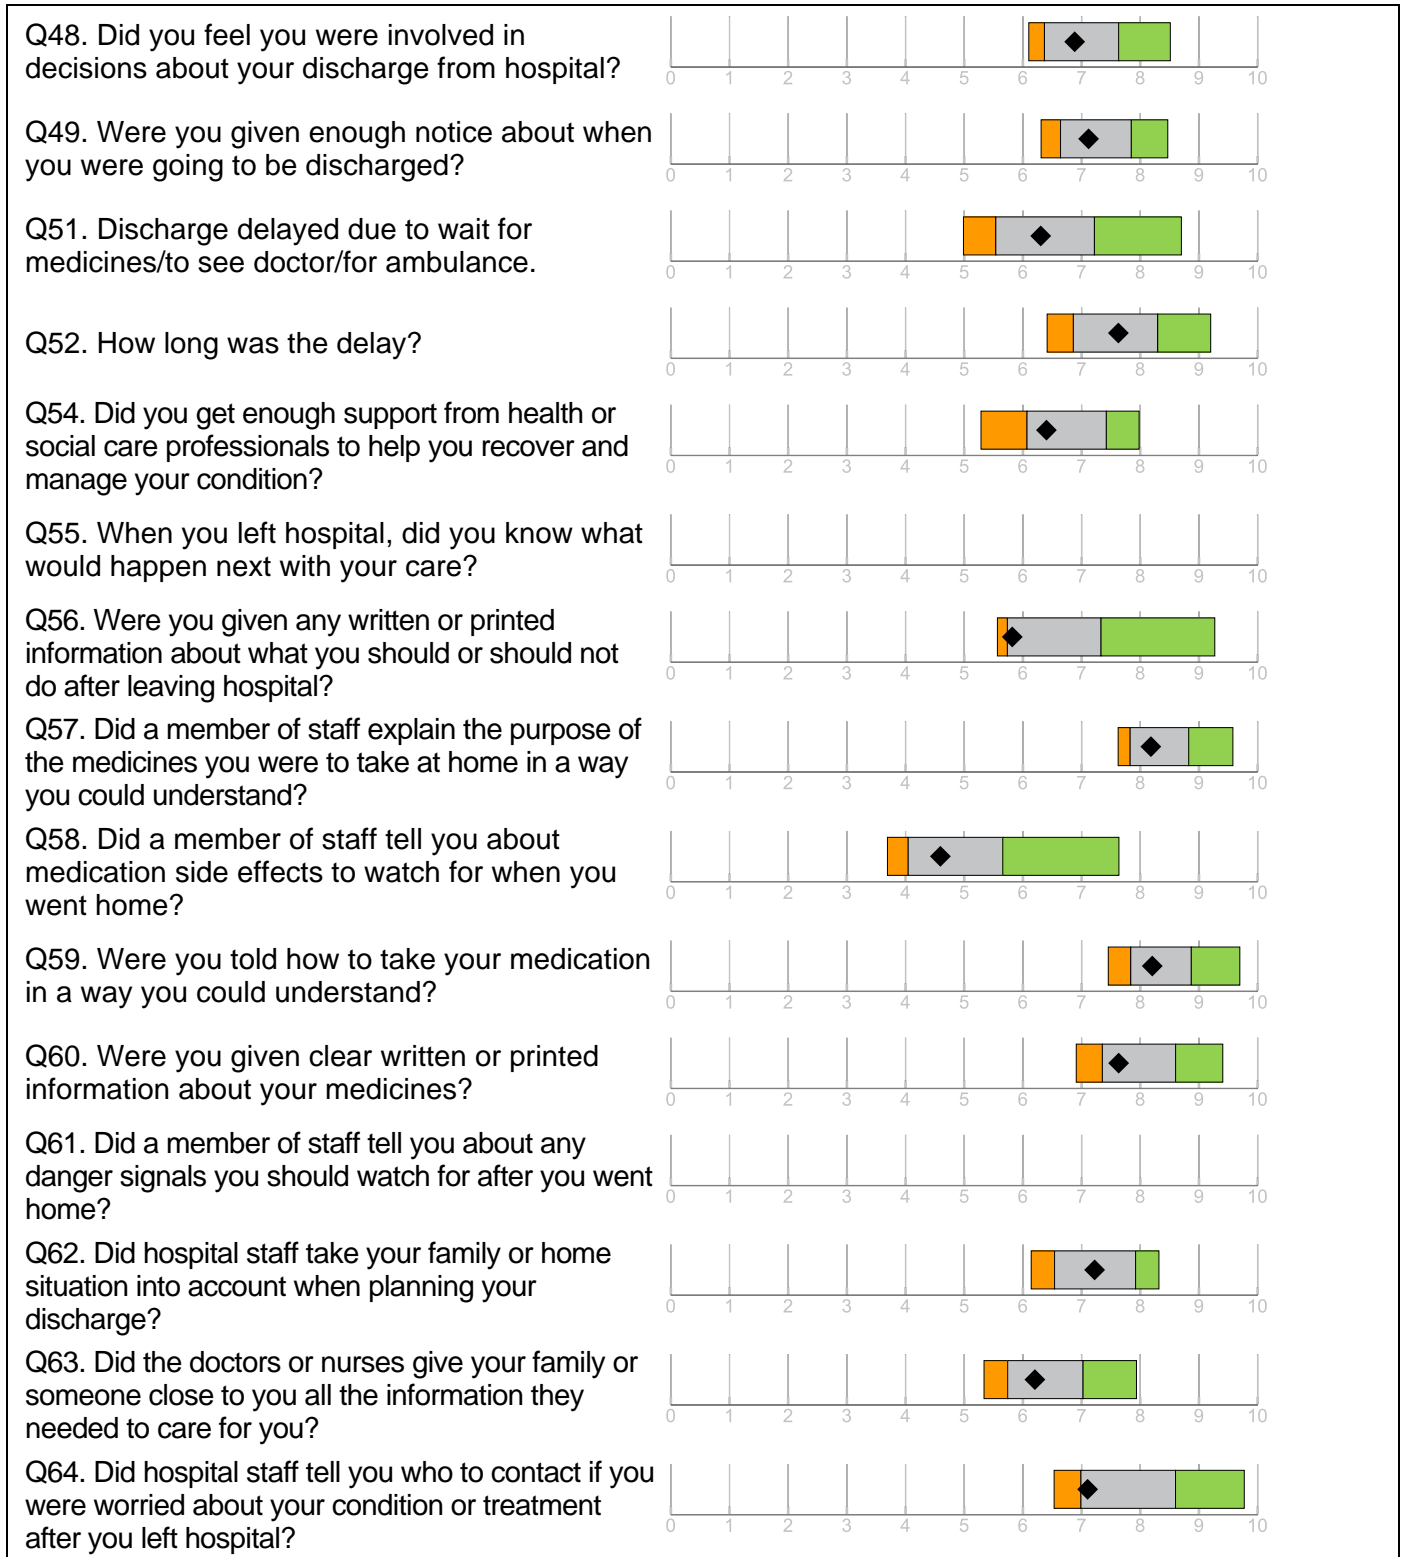 Q48. Did you feel you were involved in
decisions about your discharge from hospital?
0 1 2 3 4 5 6 7 8 9 10
Q49. Were you given enough notice about when
you were going to be discharged?
0 1 2 3 4 5 6 7 8 9 10
Q51. Discharge delayed due to wait for
medicines/to see doctor/for ambulance.
0 1 2 3 4 5 6 7 8 9 10
Q52. How long was the delay?
0 1 2 3 4 5 6 7 8 9 10
Q54. Did you get enough support from health or
social care professionals to help you recover and
manage your condition?
0 1 2 3 4 5 6 7 8 9 10
Q55. When you left hospital, did you know what
would happen next with your care?
0 1 2 3 4 5 6 7 8 9 10
Q56. Were you given any written or printed
information about what you should or should not
do after leaving hospital?
0 1 2 3 4 5 6 7 8 9 10
Q57. Did a member of staff explain the purpose of
the medicines you were to take at home in a way
you could understand?
0 1 2 3 4 5 6 7 8 9 10
Q58. Did a member of staff tell you about
medication side effects to watch for when you
went home?
0 1 2 3 4 5 6 7 8 9 10
Q59. Were you told how to take your medication
in a way you could understand?
0 1 2 3 4 5 6 7 8 9 10
Q60. Were you given clear written or printed
information about your medicines?
0 1 2 3 4 5 6 7 8 9 10
Q61. Did a member of staff tell you about any
danger signals you should watch for after you went
home?
0 1 2 3 4 5 6 7 8 9 10
Q62. Did hospital staff take your family or home
situation into account when planning your
discharge?
0 1 2 3 4 5 6 7 8 9 10
Q63. Did the doctors or nurses give your family or
someone close to you all the information they
needed to care for you?
0 1 2 3 4 5 6 7 8 9 10
Q64. Did hospital staff tell you who to contact if you
were worried about your condition or treatment
after you left hospital?
0 1 2 3 4 5 6 7 8 9 10